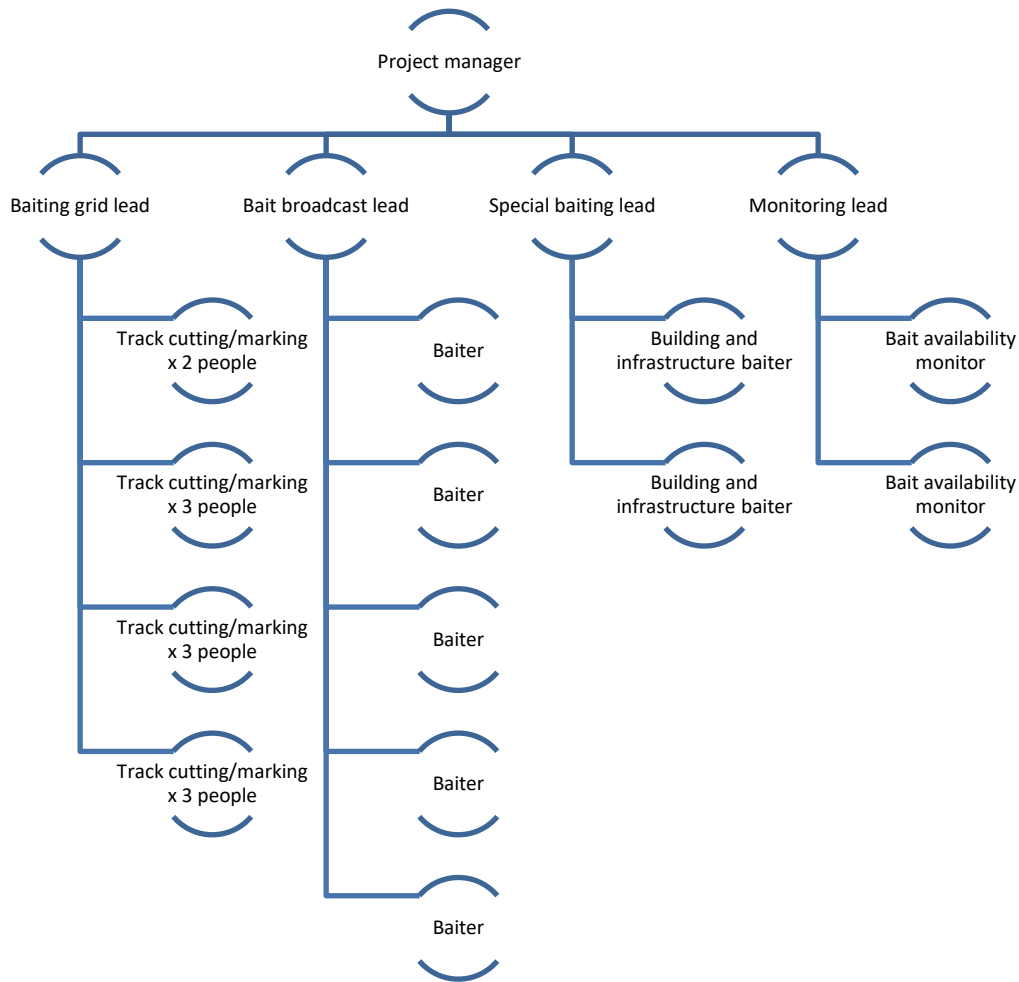 Project manager
Baiting grid lead
Bait broadcast lead
Special baiting lead
Monitoring lead
Track cutting/marking
x 2 people
Track cutting/marking
x 3 people
Track cutting/marking
x 3 people
Track cutting/marking
x 3 people
Baiter
Baiter
Baiter
Baiter
Baiter
Building and
infrastructure baiter
Building and
infrastructure baiter
Bait availability
monitor
Bait availability
monitor